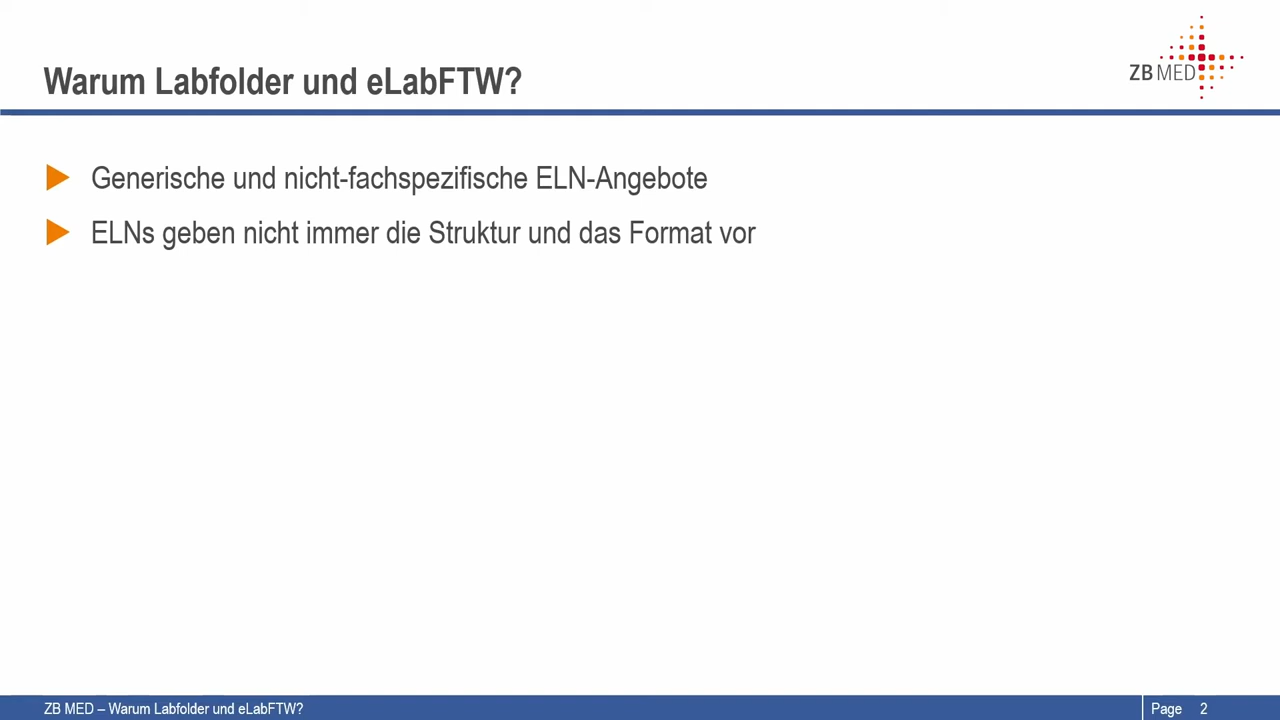 Warum Labfolder und eLabFTW?
ZB MED
Generische und nicht-fachspezifische ELN-Angebote
ELNs geben nicht immer die Struktur und das Format vor
ZB MED – Warum Labfolder und eLabFTW?
Page 2